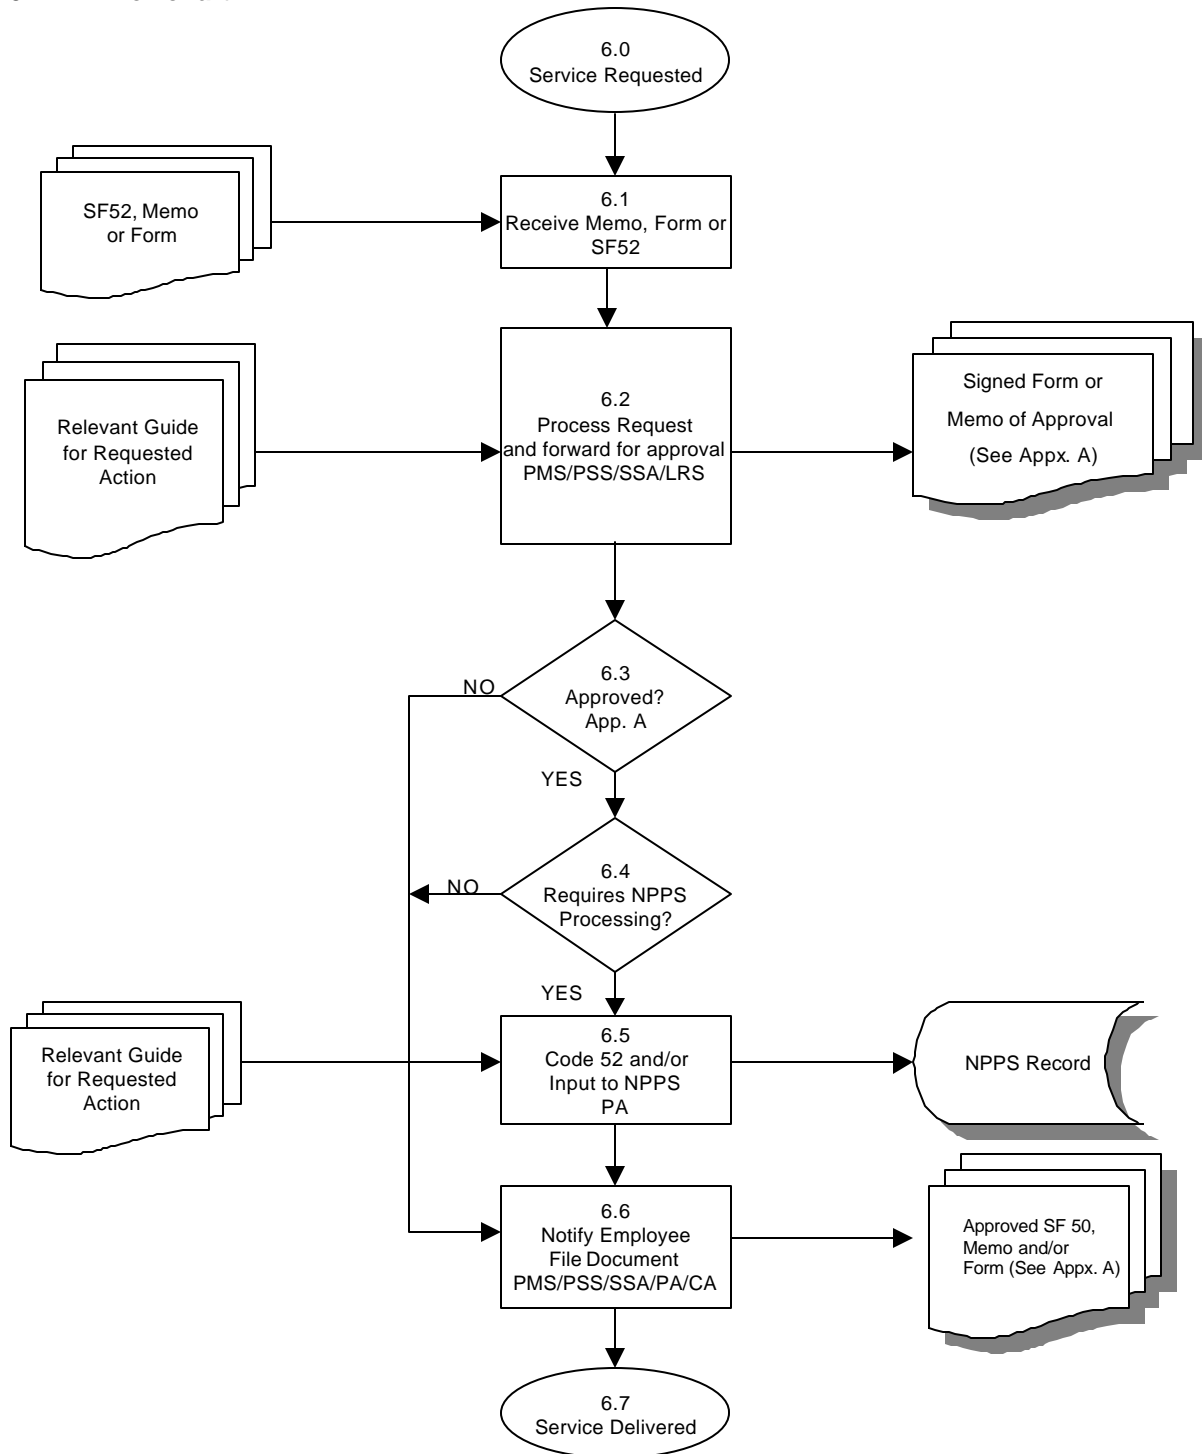 6.0
Service Requested
SF52, Memo
or Form
6.1
Receive Memo, Form or
SF52
Relevant Guide
for Requested
Action
6.2
Process Request
and forward for approval
PMS/PSS/SSA/LRS
Signed Form or
Memo of Approval
(See Appx. A)
6.3
Approved?
App. A
NO
YES
6.4
Requires NPPS
Processing?
NO
YES
Relevant Guide
for Requested
Action
6.5
Code 52 and/or
Input to NPPS
PA
NPPS Record
6.6
Notify Employee
File Document
PMS/PSS/SSA/PA/CA
Approved SF 50,
Memo and/or
Form (See Appx. A)
6.7
Service Delivered